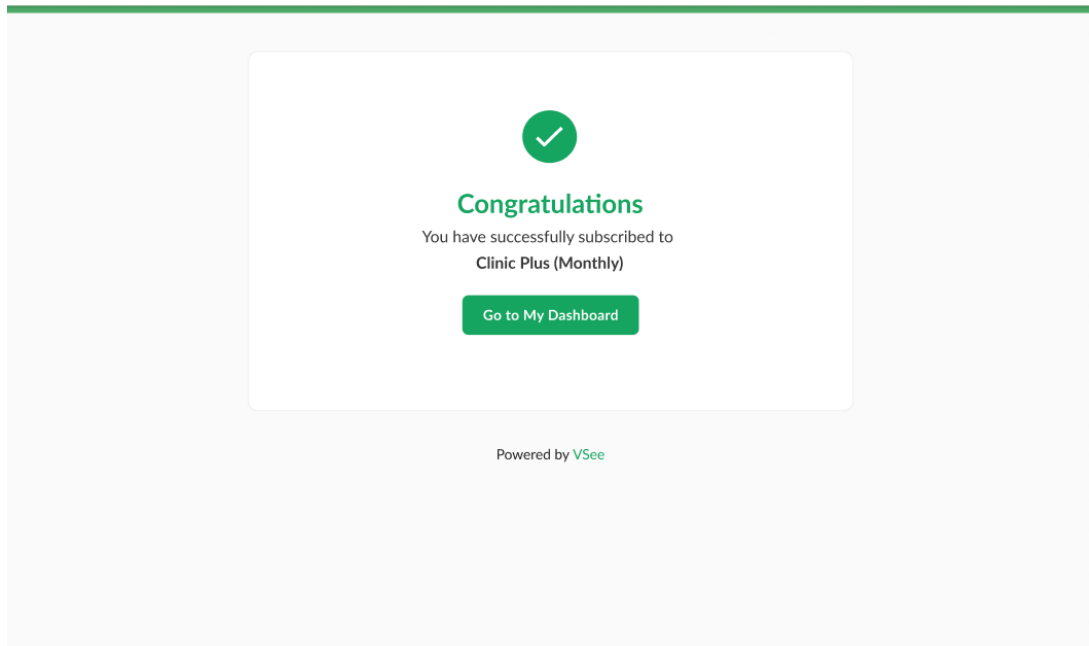 Congratulations
You have successfully subscribed to
Clinic Plus (Monthly)
Go to My Dashboard
Powered by VSee